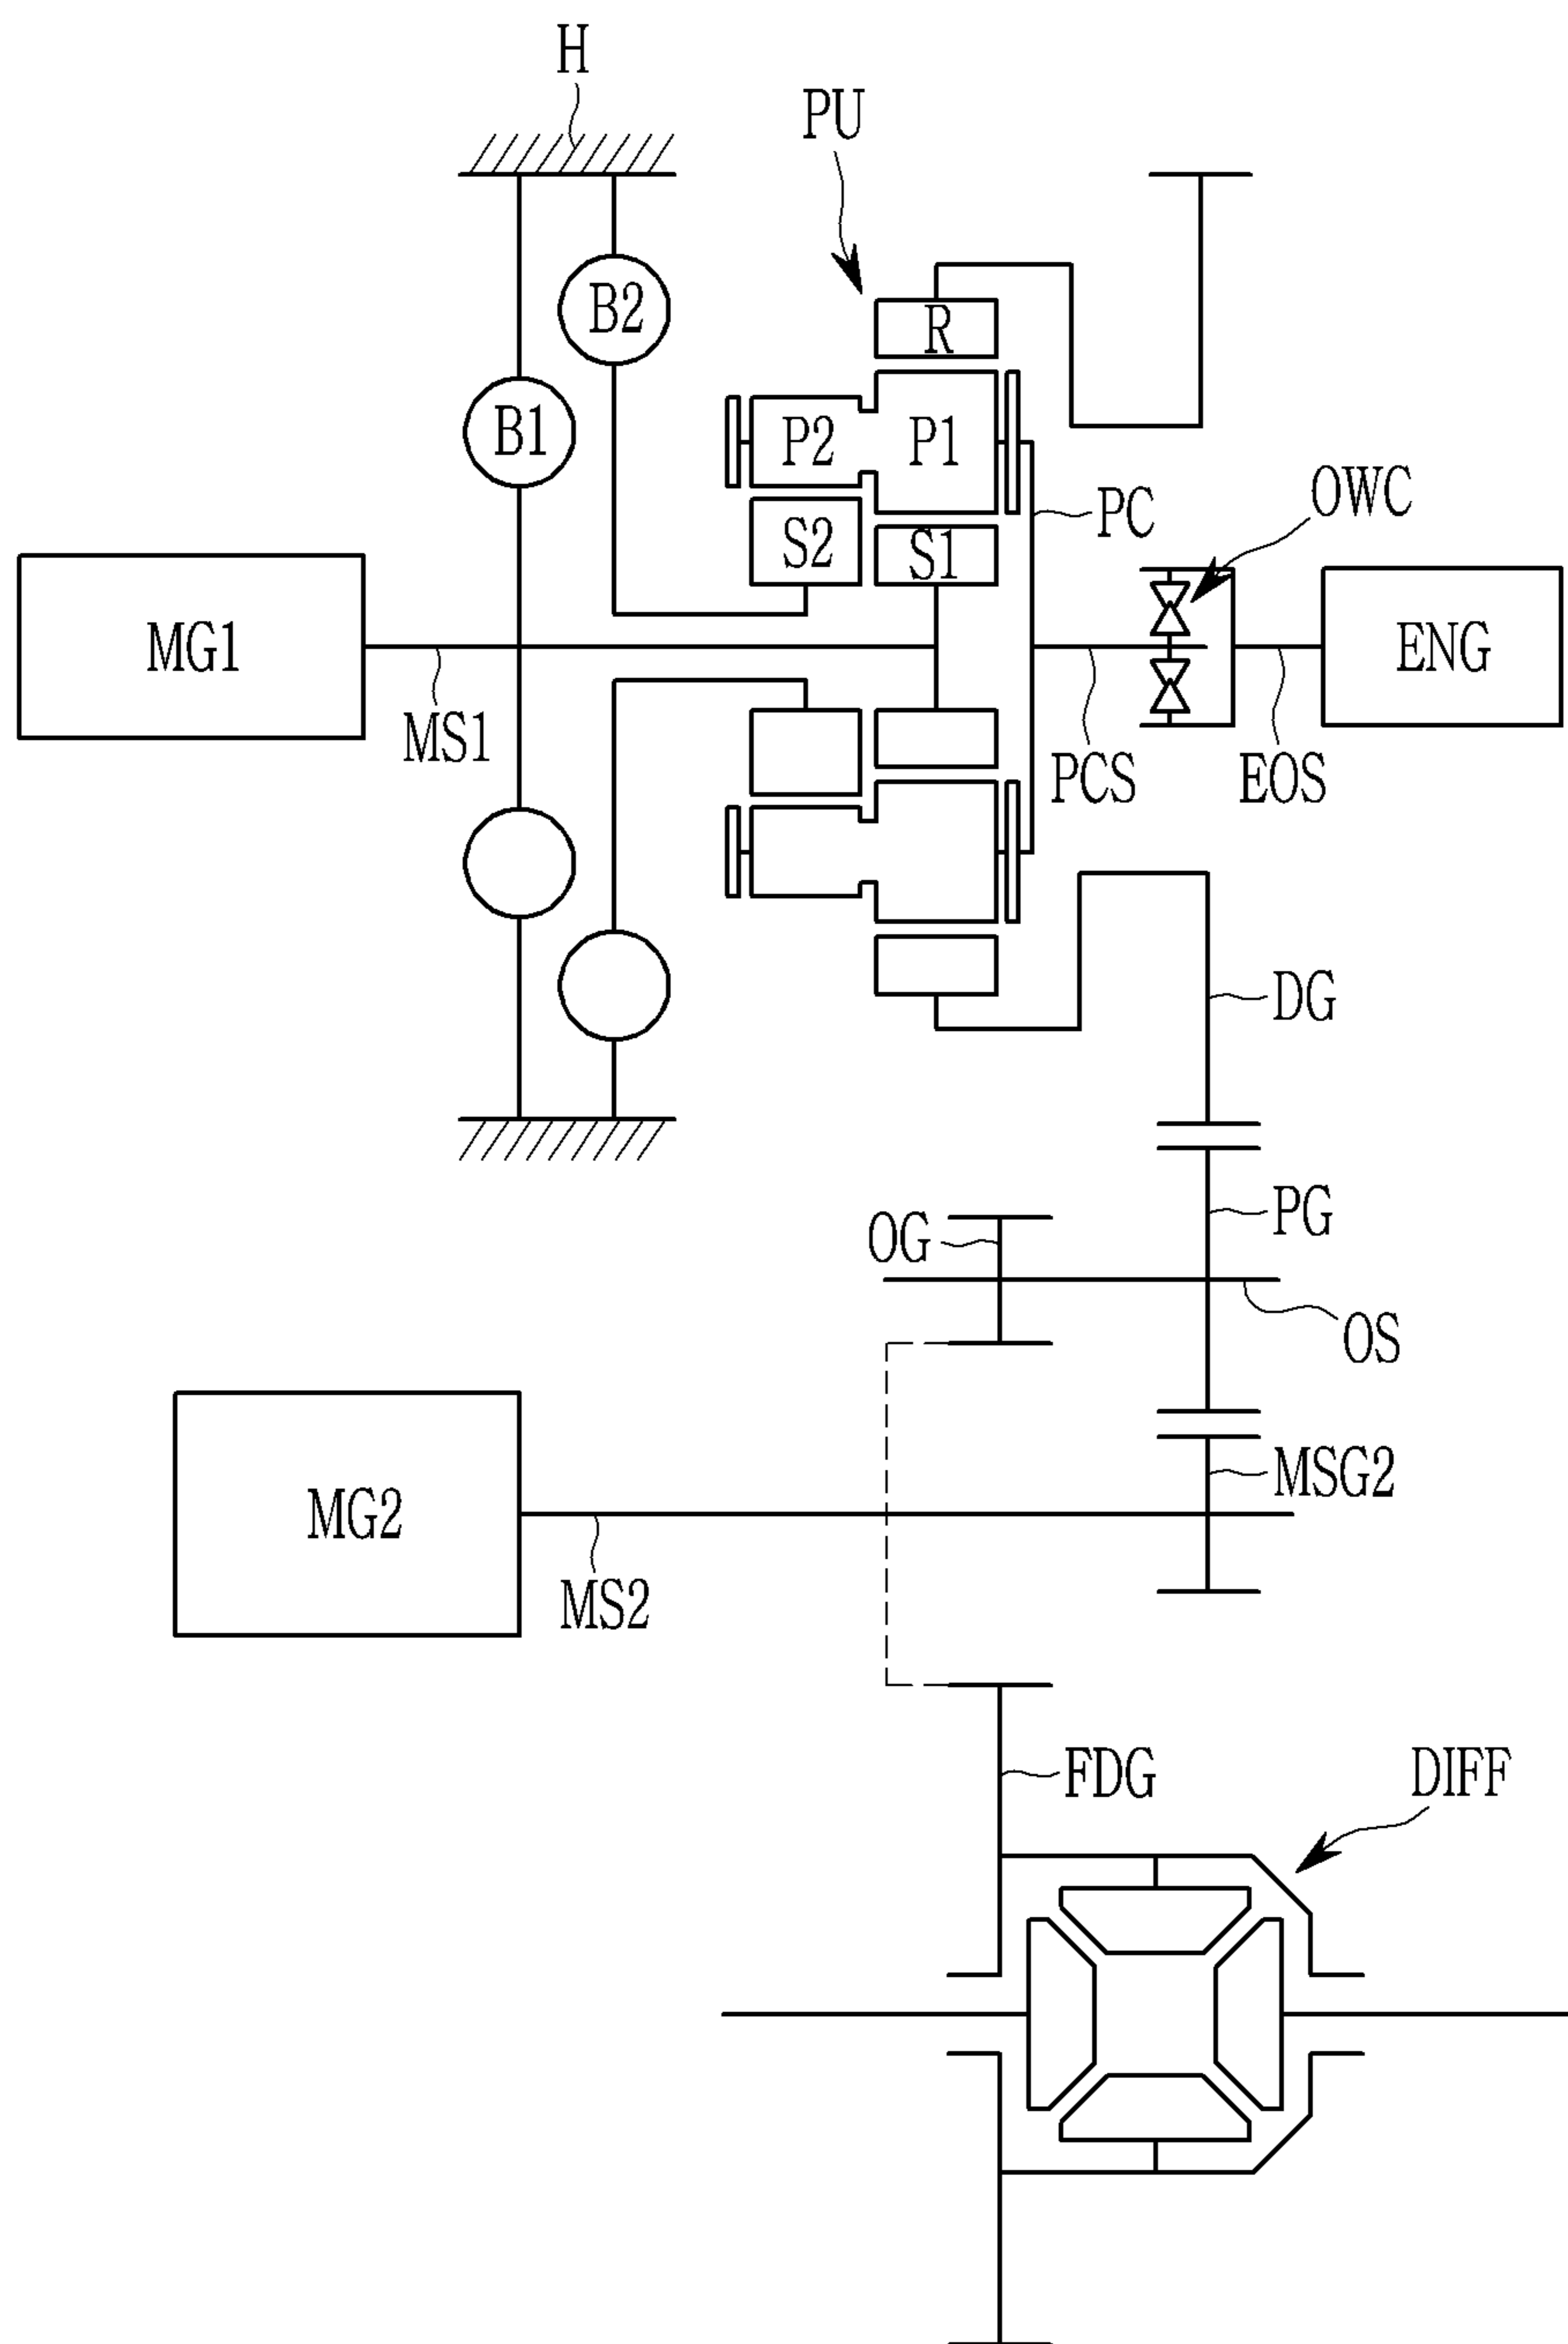 H
PU
B2
R
B1
P2
P1
OWC
PC
S2
S1
MG1
ENG
MS1
PCS
EOS
DG
PG
OG
OS
MSG2
MG2
MS2
FDG
DIFF